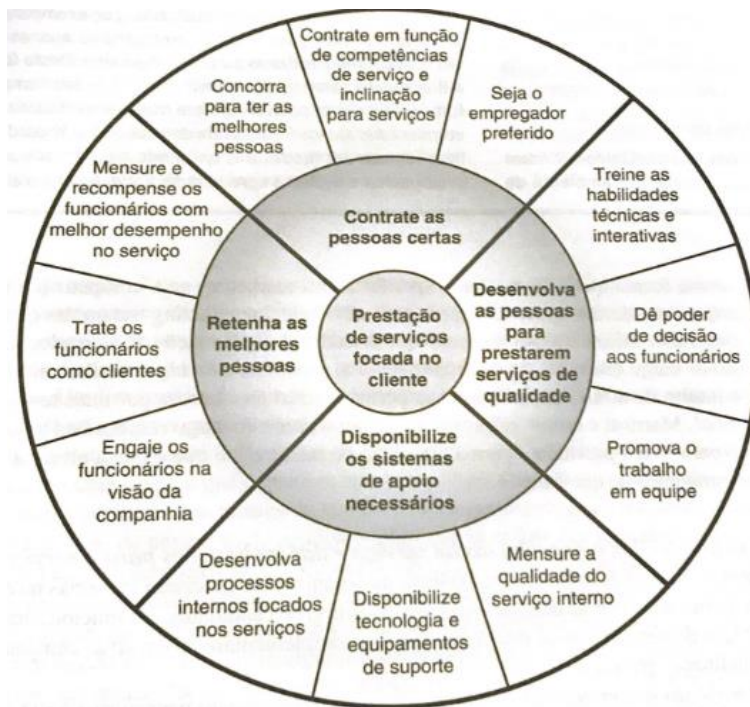 Contrate em função
de competências
de serviço e
inclinação
para serviços
Concorra
para ter as
melhores
pessoas
Seja o
empregador
preferido
Mensure e
recompense os
funcionários com
melhor desempenho
no serviço
Treine as
habilidades
técnicas e
interativas
Contrate as
pessoas certas
Trate os
funcionários
como clientes
Retenha as
melhores
pessoas
Prestação
de serviços
focada no
cliente
Desenvolva
as pessoas
para
prestarem
serviços de
qualidade
Dê poder
de decisão
aos funcionários
Engaje os
funcionários na
visão da
companhia
Disponibilize
os sistemas
de apoio
necessários
Promova o
trabalho
em equipe
Desenvolva
processos
internos focados
nos serviços
Disponibilize
tecnologia e
equipamentos
de suporte
Mensure a
qualidade do
serviço interno